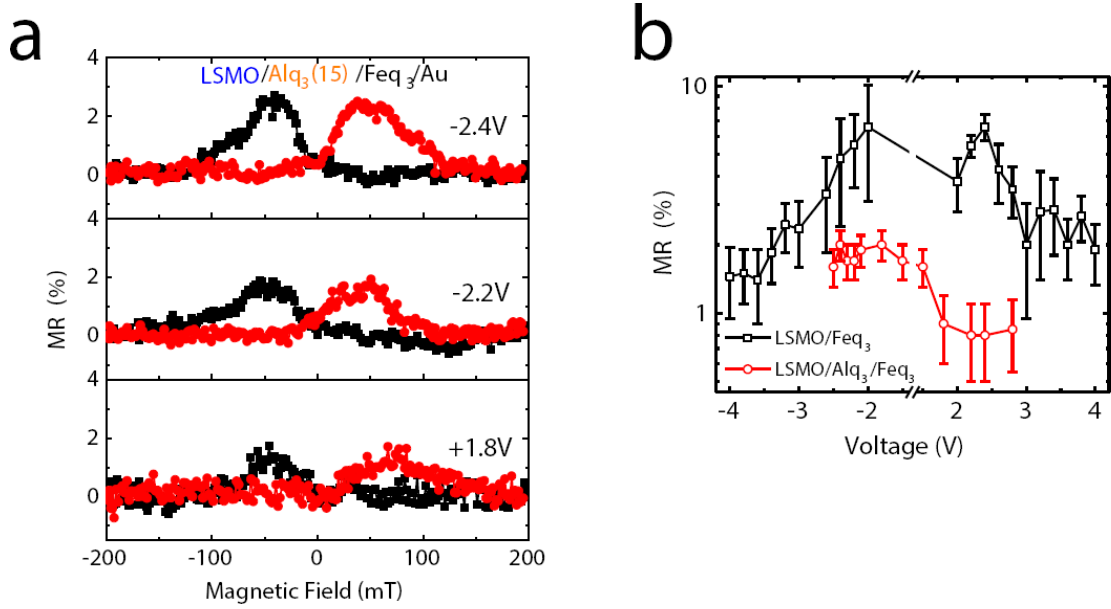 a
4
LSMO/Alq3(15) /Feq3/Au
2
-2.4V
0
4
2
-2.2V
0
4
2
+1.8V
0
-200
-100
0
100
200
MR (%)
Magnetic Field (mT)
b
10
1
MR (%)
LSMO/Feq3
LSMO/Alq3/Feq3
-4
-3
-2
2
3
4
Voltage (V)